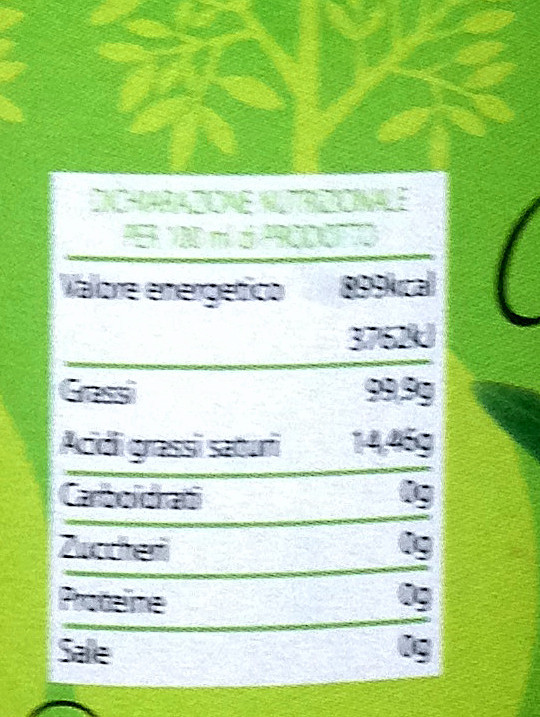 DICHIARAZIONE NUTRIZIONALE
PER 100 ml di PRODOTTO
Valore energetico 899kcal
3762kJ
Grassi 99,9g
Acidi grassi saturi 14,46g
Carboidrati 0g
Zuccheri 0g
Proteine 0g
Sale 0g